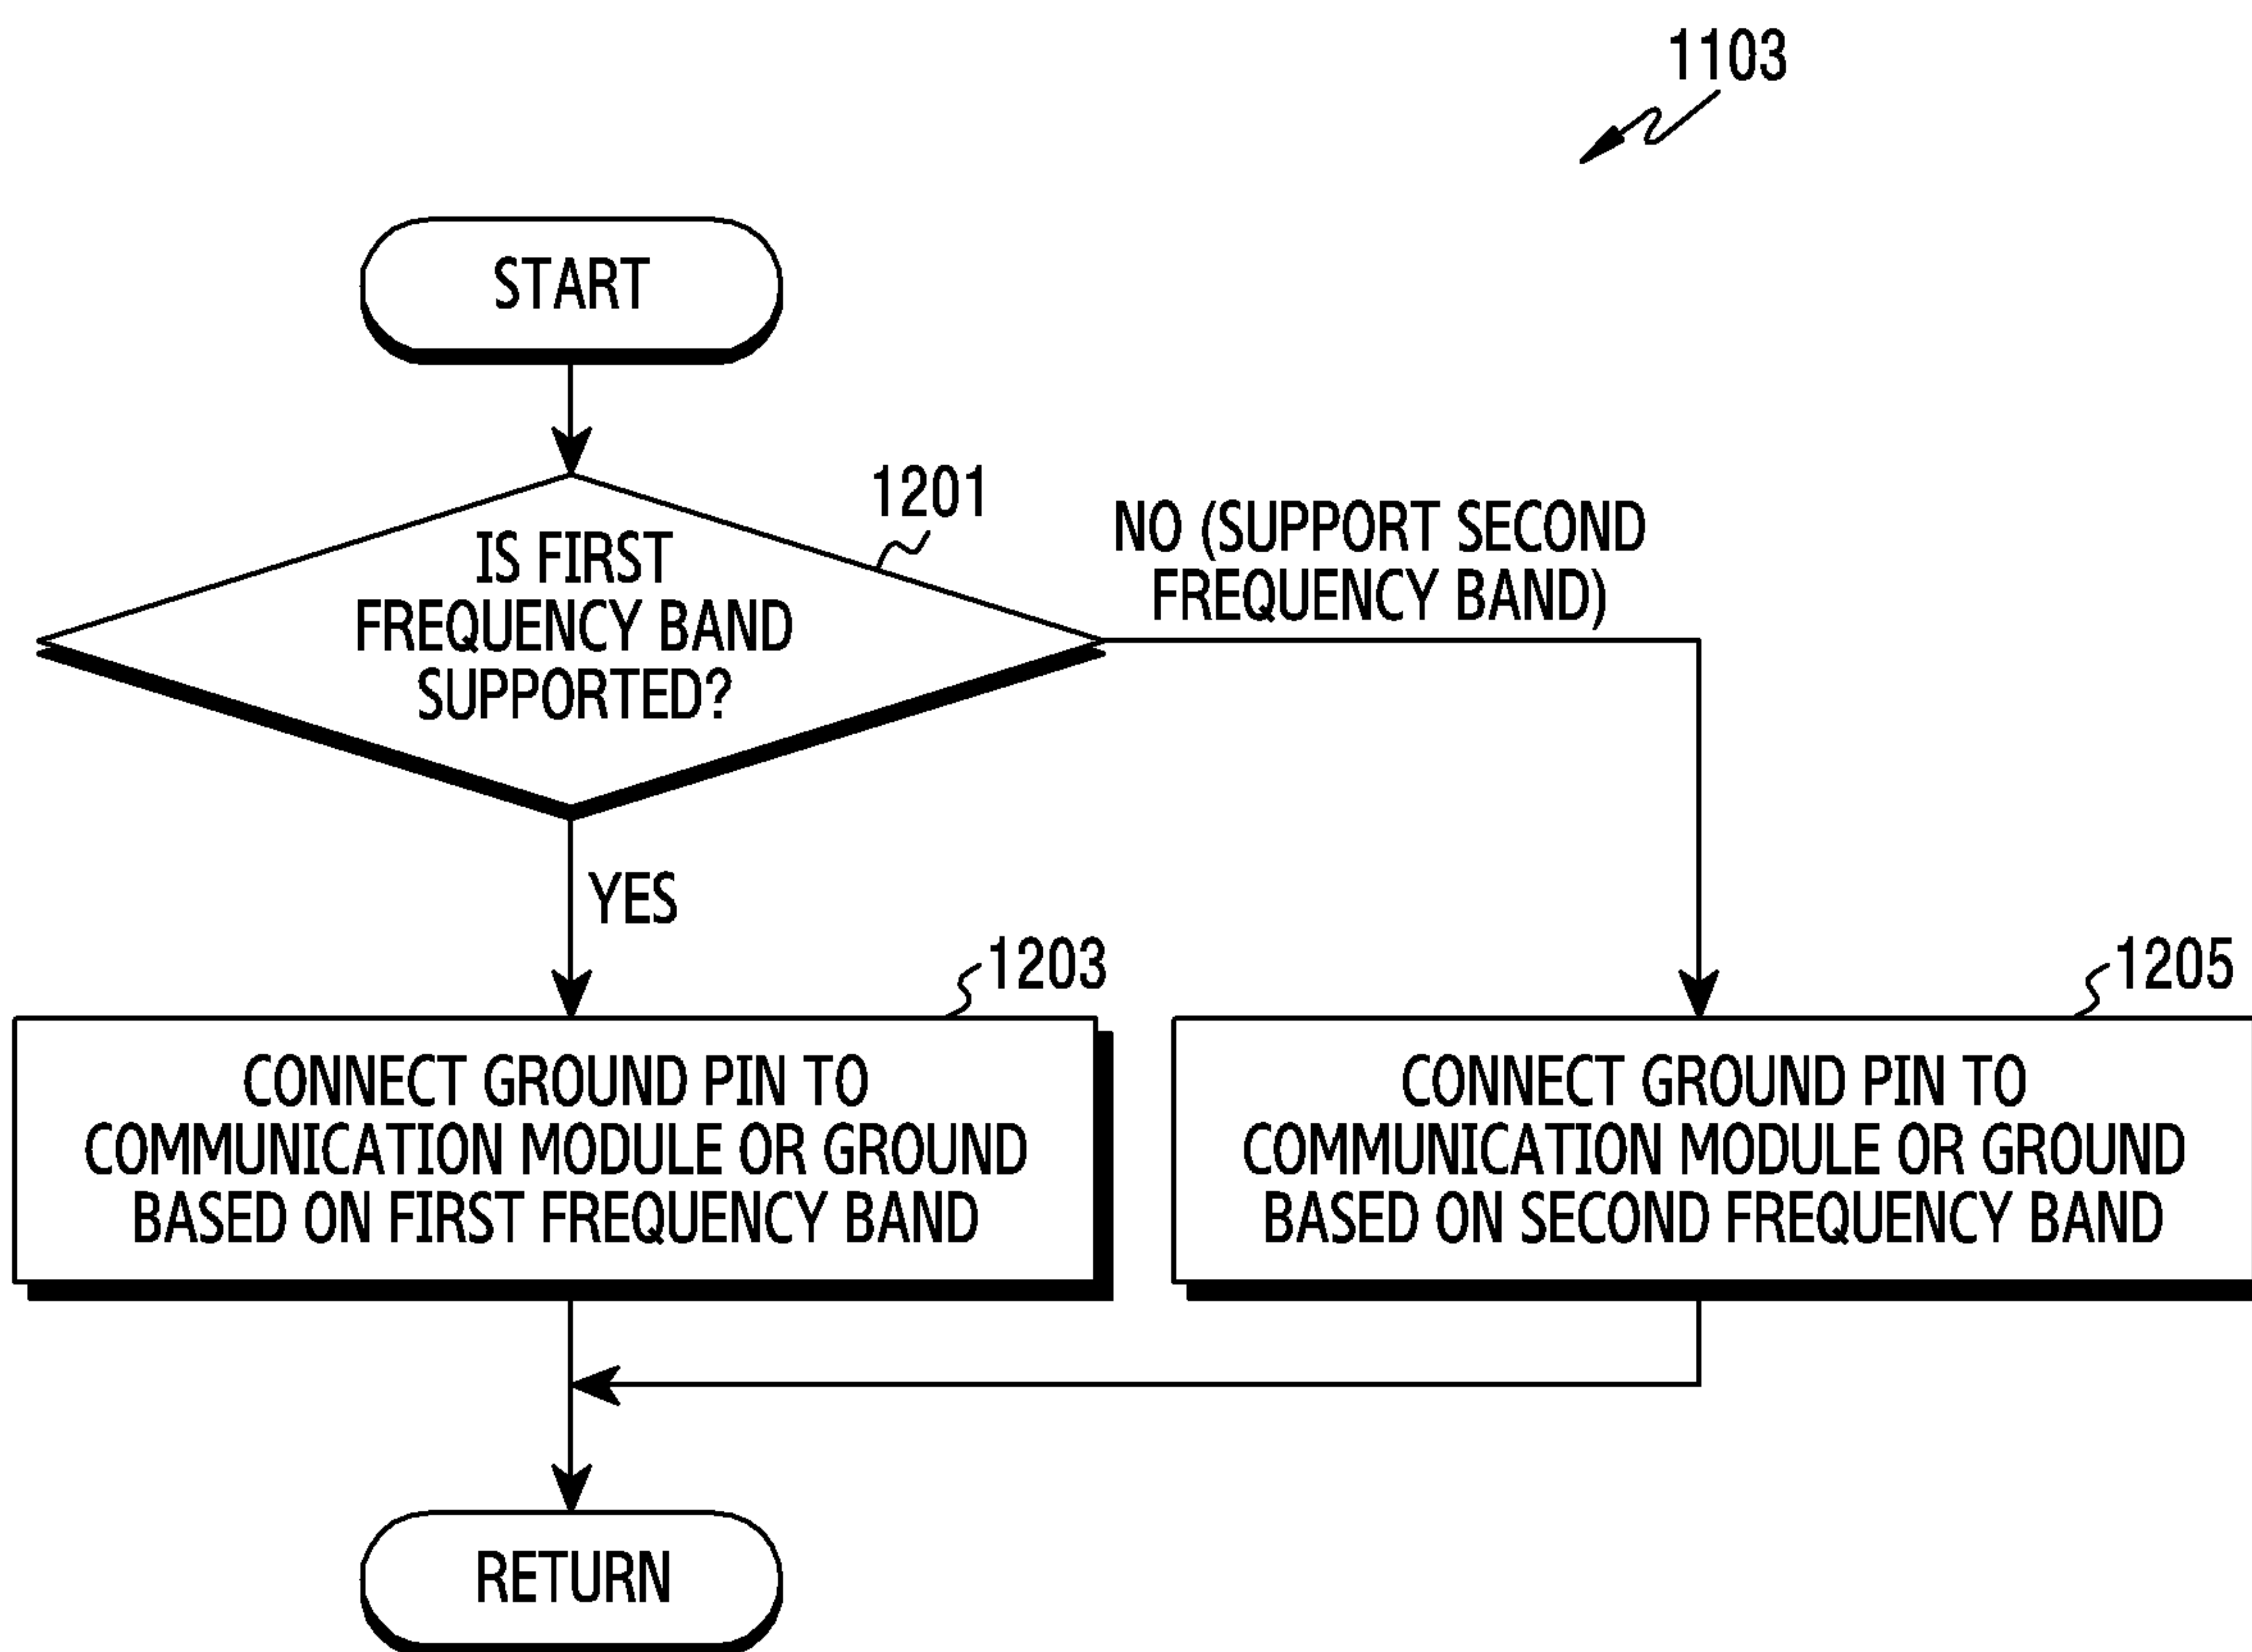 1103
START
1201
IS FIRST
FREQUENCY BAND
SUPPORTED?
NO (SUPPORT SECOND
FREQUENCY BAND)
YES
1203
CONNECT GROUND PIN TO
COMMUNICATION MODULE OR GROUND
BASED ON FIRST FREQUENCY BAND
1205
CONNECT GROUND PIN TO
COMMUNICATION MODULE OR GROUND
BASED ON SECOND FREQUENCY BAND
RETURN